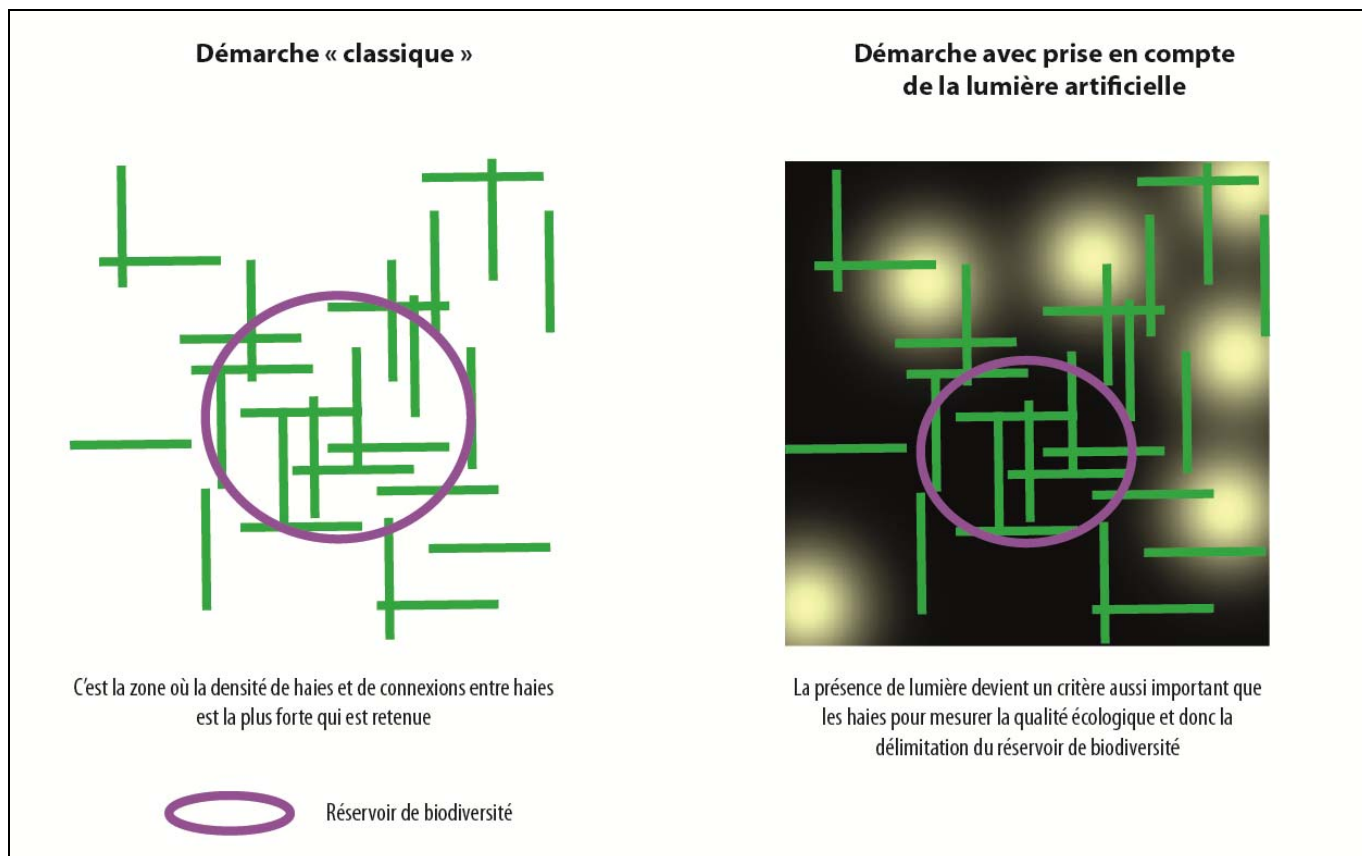 Démarche « classique »
Démarche avec prise en compte
de la lumière artificielle
C’est la zone où la densité de haies et de connexions entre haies
est la plus forte qui est retenue
La présence de lumière devient un critère aussi important que
les haies pour mesurer la qualité écologique et donc la
délimitation du réservoir de biodiversité
Réservoir de biodiversité